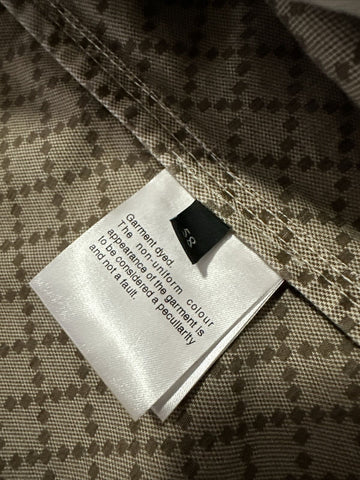 Garment dyed.
The non-uniform colour
appearance of the garment is
to be considered a peculiarity
and not a fault.